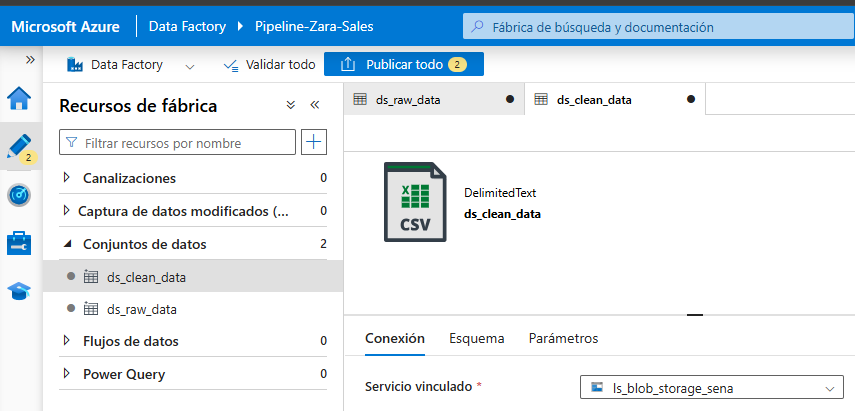 Microsoft Azure Data Factory Pipeline-Zara-Sales Fábrica de búsqueda y documentación
Data Factory Validar todo Publicar todo 2
Recursos de fábrica
Filtrar recursos por nombre
2
Canalizaciones 0
Captura de datos modificados (... 0
Conjuntos de datos 2
ds_clean_data
ds_raw_data
Flujos de datos 0
Power Query 0
ds_raw_data ds_clean_data
X
CSV
DelimitedText
ds_clean_data
Conexión Esquema Parámetros
Servicio vinculado * ls_blob_storage_sena